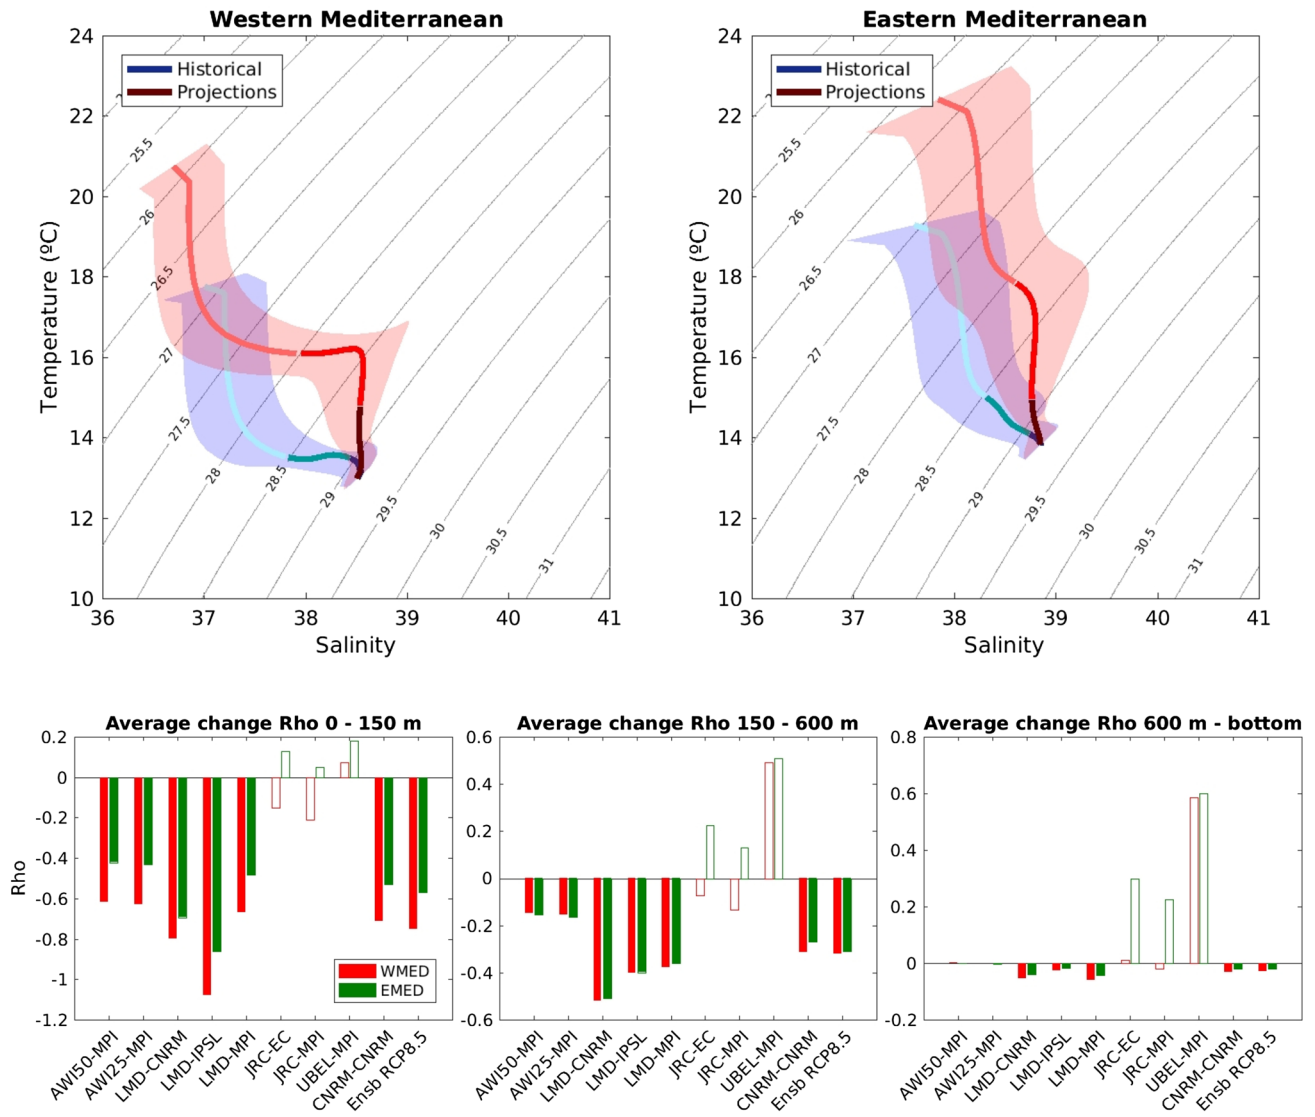 Western Mediterranean
Eastern Mediterranean
24
22
20
18
16
14
12
10
Temperature (ºC)
Historical
Projections
25.5
26
26.5
27
27.5
28
28.5
29
29.5
30
30.5
31
36
37
38
39
40
41
Salinity
24
22
20
18
16
14
12
10
Temperature (ºC)
Historical
Projections
25.5
26
26.5
27
27.5
28
28.5
29
29.5
30
30.5
31
36
37
38
39
40
41
Salinity
Average change Rho 0 - 150 m
0.2
0
-0.2
-0.4
-0.6
-0.8
-1
-1.2
Rho
WMED
EMED
AWI50-MPI
AWI25-MPI
LMD-CNRM
LMD-IPSL
LMD-MPI
JRC-EC
JRC-MPI
UBEL-MPI
CNRM-CNRM
Ensb RCP8.5
Average change Rho 150 - 600 m
0.6
0.4
0.2
0
-0.2
-0.4
-0.6
AWI50-MPI
AWI25-MPI
LMD-CNRM
LMD-IPSL
LMD-MPI
JRC-EC
JRC-MPI
UBEL-MPI
CNRM-CNRM
Ensb RCP8.5
Average change Rho 600 m - bottom
0.8
0.6
0.4
0.2
0
-0.2
AWI50-MPI
AWI25-MPI
LMD-CNRM
LMD-IPSL
LMD-MPI
JRC-EC
JRC-MPI
UBEL-MPI
CNRM-CNRM
Ensb RCP8.5